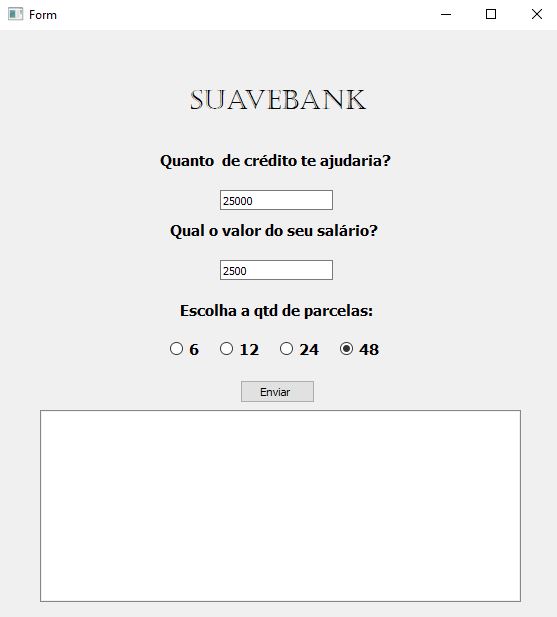 Form
SUAVEBANK
Quanto  de crédito te ajudaria?
25000
Qual o valor do seu salário?
2500
Escolha a qtd de parcelas:
6 12 24 48
Enviar